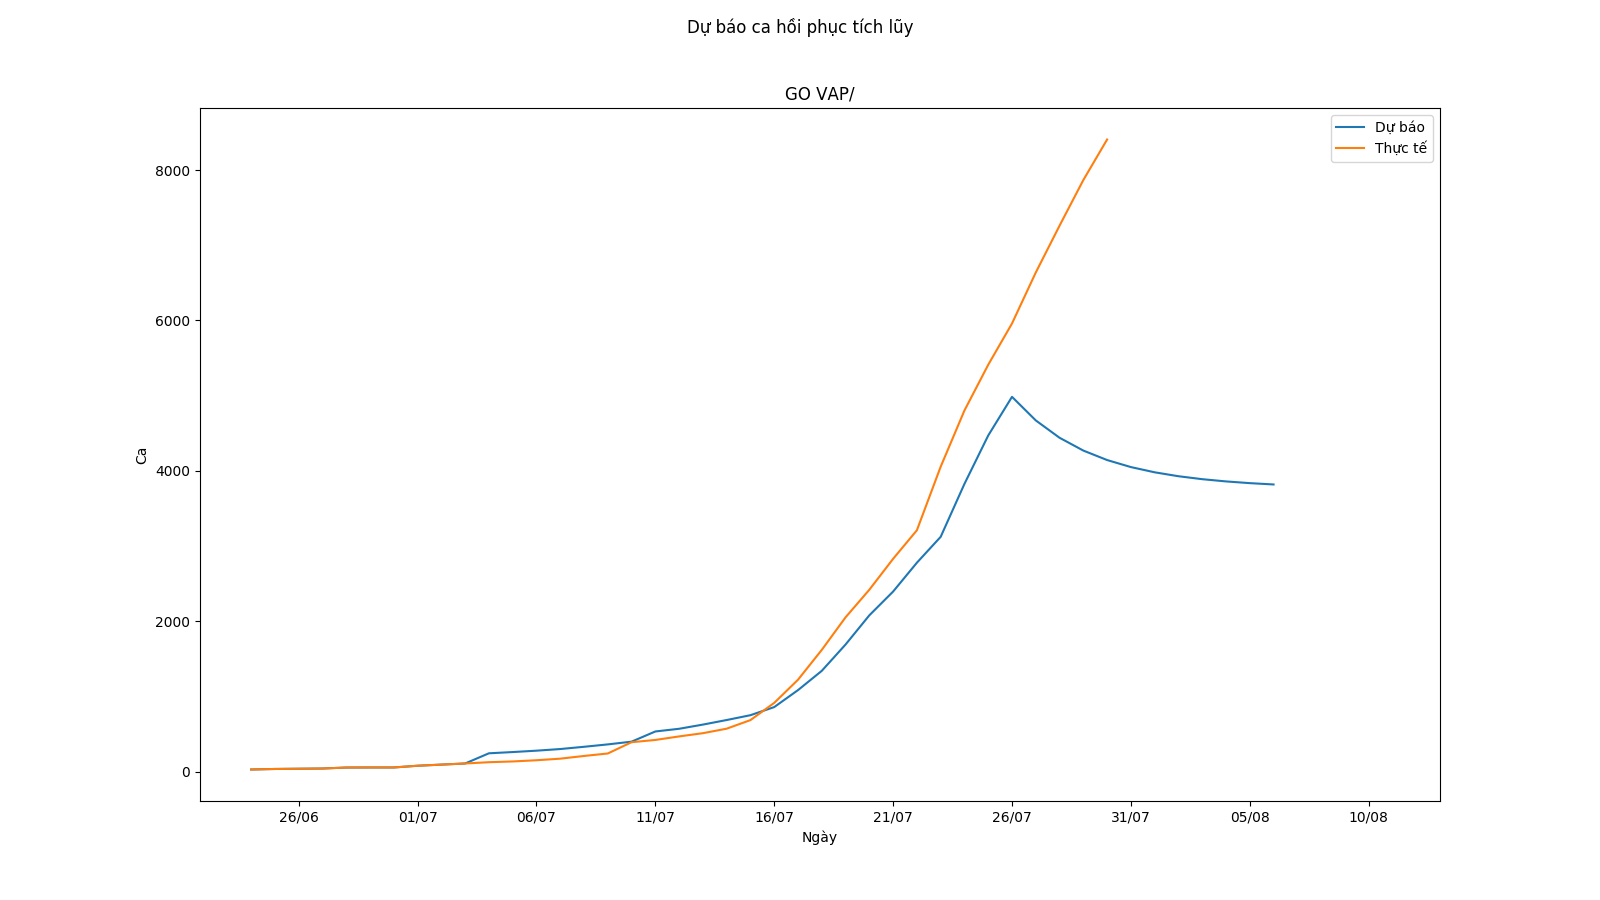 Dự báo ca hồi phục tích lũy
GO VAP/
Dự báo
Thực tế
8000
6000
4000
2000
0
Ca
26/06 01/07 06/07 11/07 16/07 21/07 26/07 31/07 05/08 10/08
Ngày